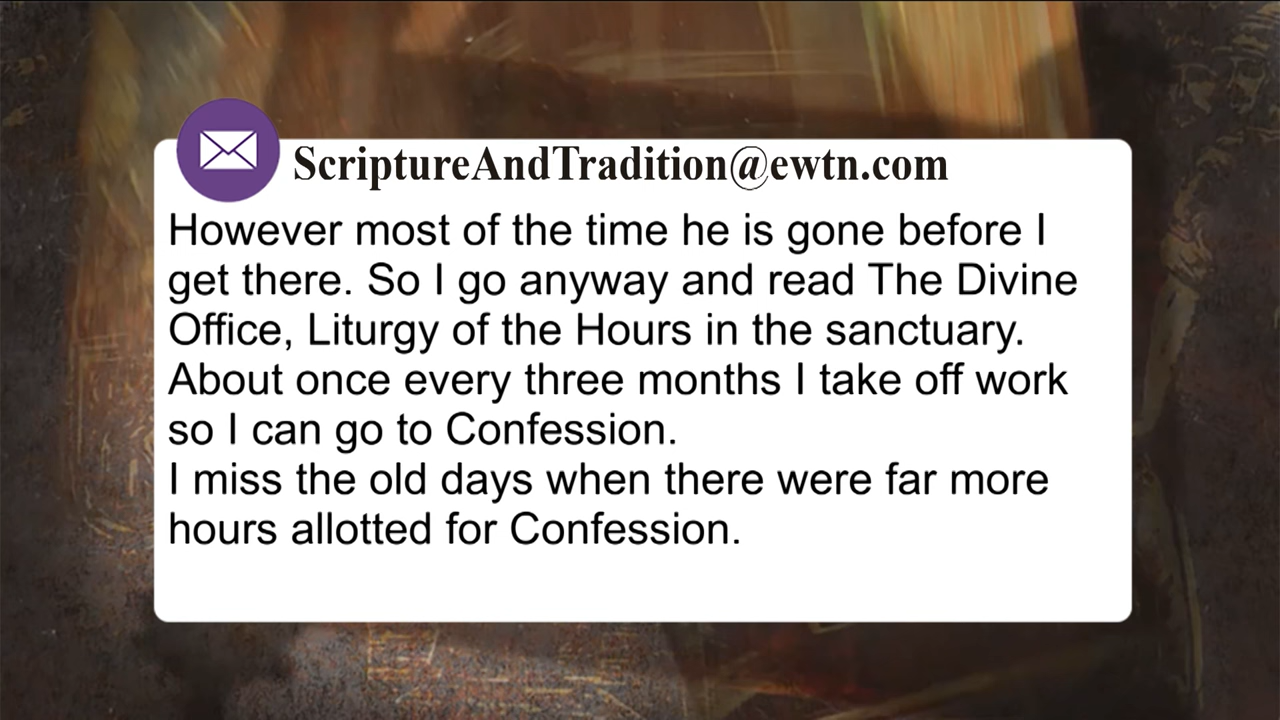 ScriptureAndTradition@ewtn.com
However most of the time he is gone before I
get there. So I go anyway and read The Divine
Office, Liturgy of the Hours in the sanctuary.
About once every three months I take off work
so I can go to Confession.
I miss the old days when there were far more
hours allotted for Confession.